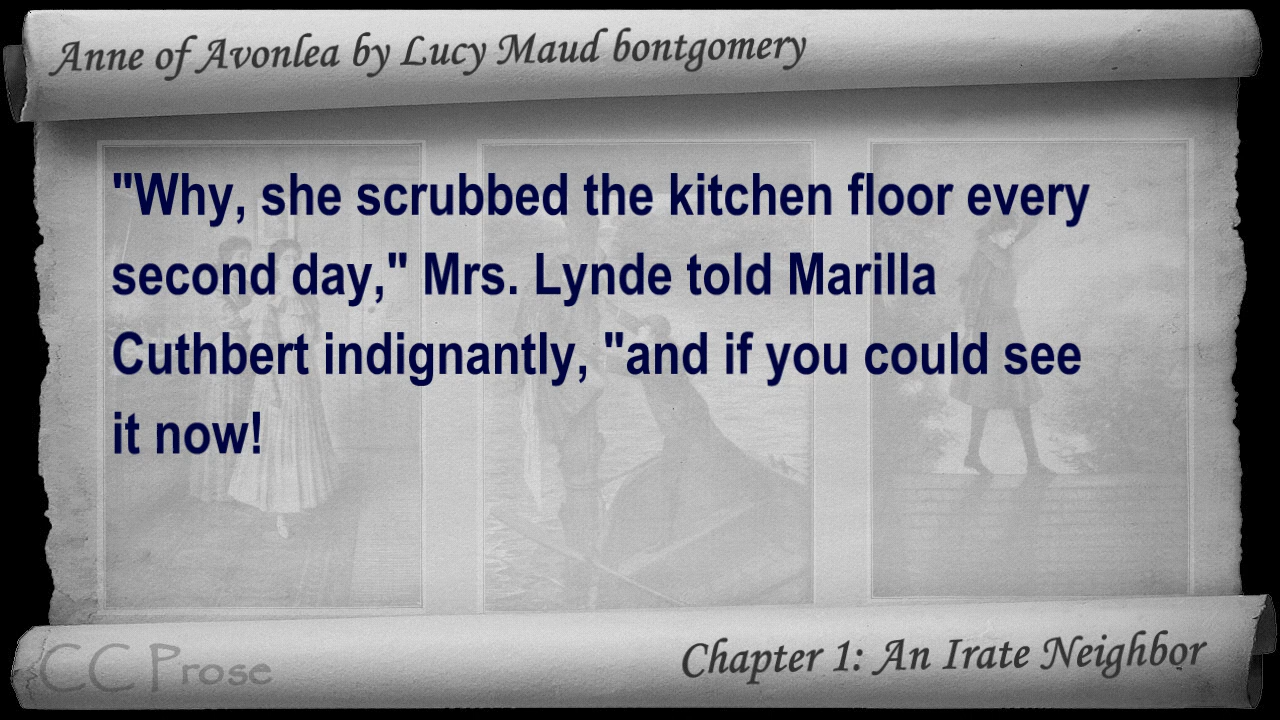 Anne of Avonlea by Lucy Maud bontgomery
"Why, she scrubbed the kitchen floor every
second day," Mrs. Lynde told Marilla
Cuthbert indignantly, "and if you could see
it now!
CC Prose
Chapter 1: An Irate Neighbor